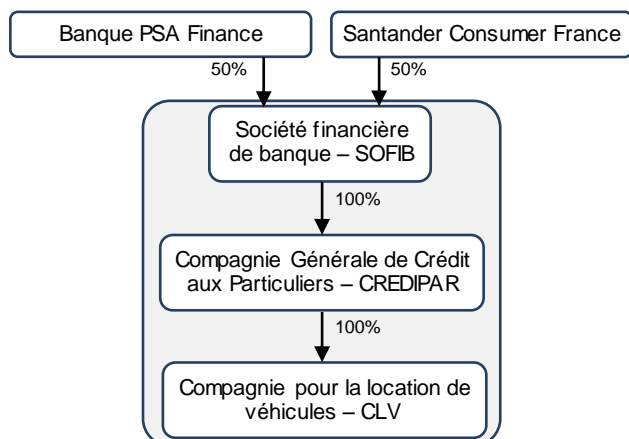 Banque PSA Finance
Santander Consumer France
50%
50%
Société financière
de banque – SOFIB
100%
Compagnie Générale de Crédit
aux Particuliers – CREDIPAR
100%
Compagnie pour la location de
véhicules – CLV